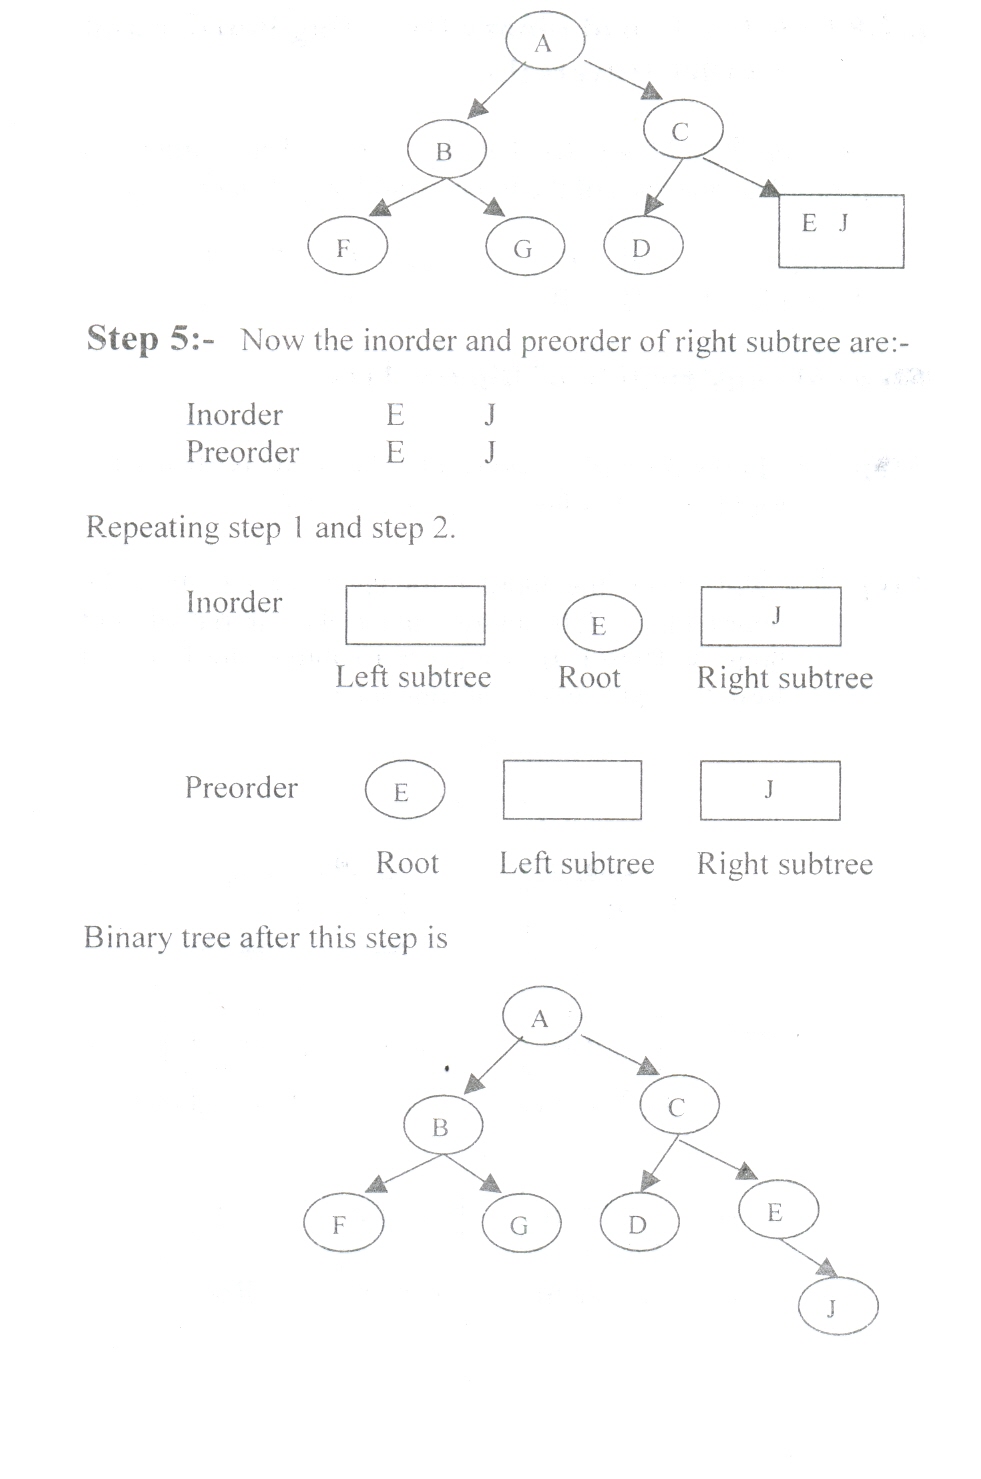 A
B C
F G D E J
Step 5:- Now the inorder and preorder of right subtree are:-
Inorder E J
Preorder E J
Repeating step 1 and step 2.
Inorder E J
Left subtree Root Right subtree
Preorder E J
Root Left subtree Right subtree
Binary tree after this step is
A
B C
F G D E
J